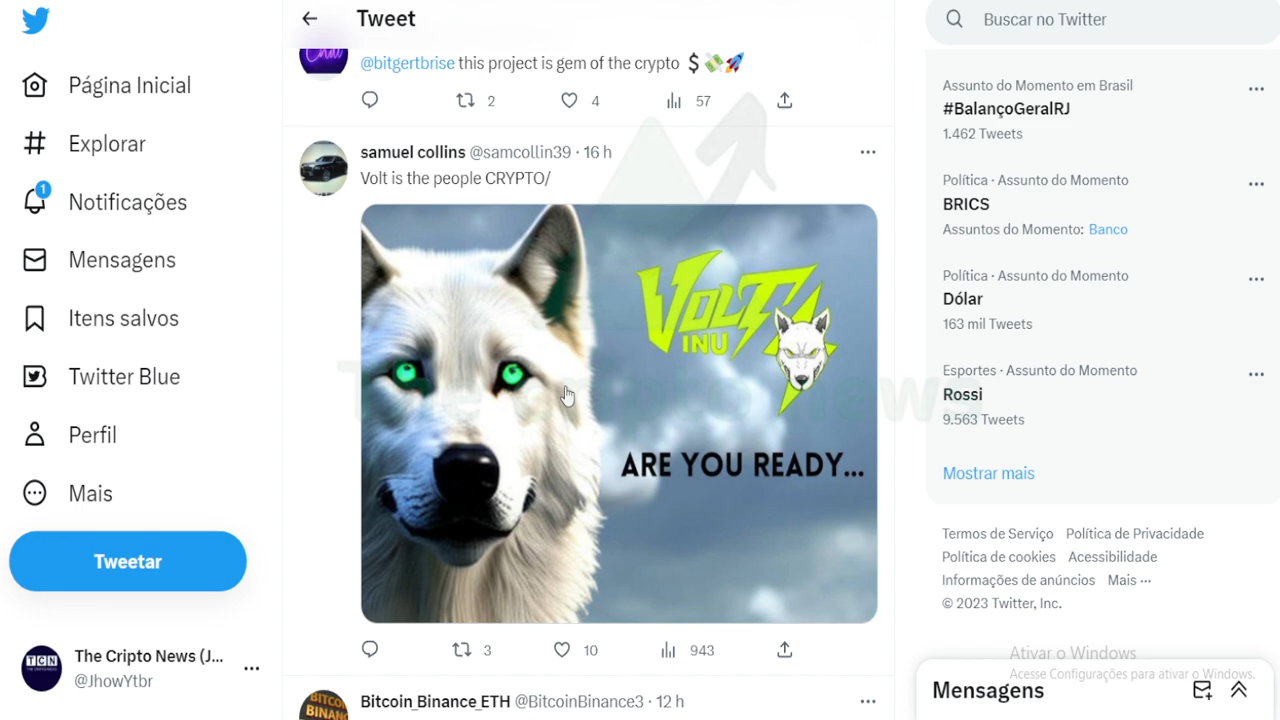 Tweet
Buscar no Twitter
Página Inicial
Explorar
1
Notificações
Mensagens
Itens salvos
Twitter Blue
Perfil
Mais
Tweetar
TCN
The Cripto News (J...
@JhowYtbr
@bitgertbrise this project is gem of the crypto $ 💸🚀
2 4 57
samuel collins @samcollin39 · 16 h
Volt is the people CRYPTO/
VOLT
INU
ARE YOU READY...
3 10 943
BITCOIN
BINANC
Bitcoin_Binance_ETH @BitcoinBinance3 · 12 h
Assunto do Momento em Brasil
#BalançoGeralRJ
1.462 Tweets
Política · Assunto do Momento
BRICS
Assuntos do Momento: Banco
Política · Assunto do Momento
Dólar
163 mil Tweets
Esportes · Assunto do Momento
Rossi
9.563 Tweets
Mostrar mais
Termos de Serviço Política de Privacidade
Política de cookies Acessibilidade
Informações de anúncios Mais ···
© 2023 Twitter, Inc.
Ativar o Windows
Acesse Configurações para ativar o Windows.
Mensagens